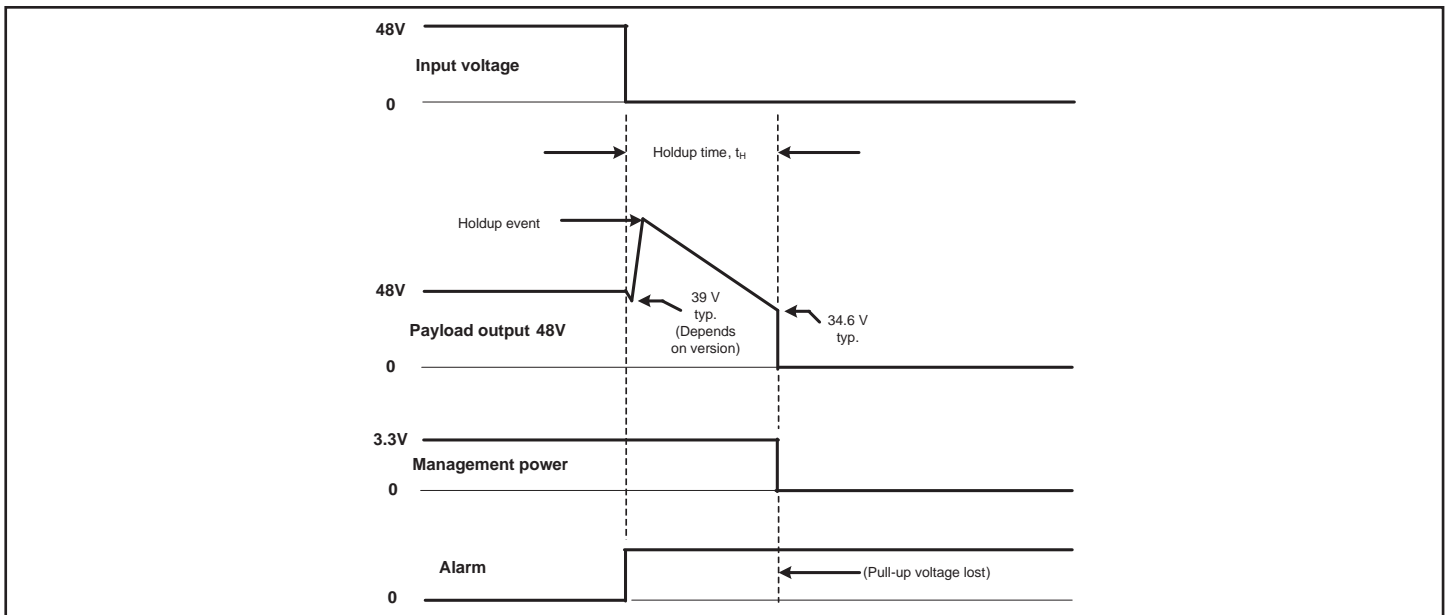 48V
Input voltage
0
Holdup time, tH
Holdup event
48V
39 V
typ.
(Depends
on version)
34.6 V
typ.
Payload output 48V
0
3.3V
Management power
0
Alarm
(Pull-up voltage lost)
0